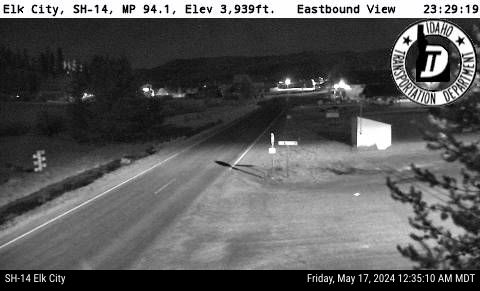 Elk City, SH-14, MP 94.1, Elev 3,939ft. Eastbound View 23:29:19
IDAHO
TRANSPORTATION DEPARTMENT
SH-14 Elk City Friday, May 17, 2024 12:35:10 AM MDT